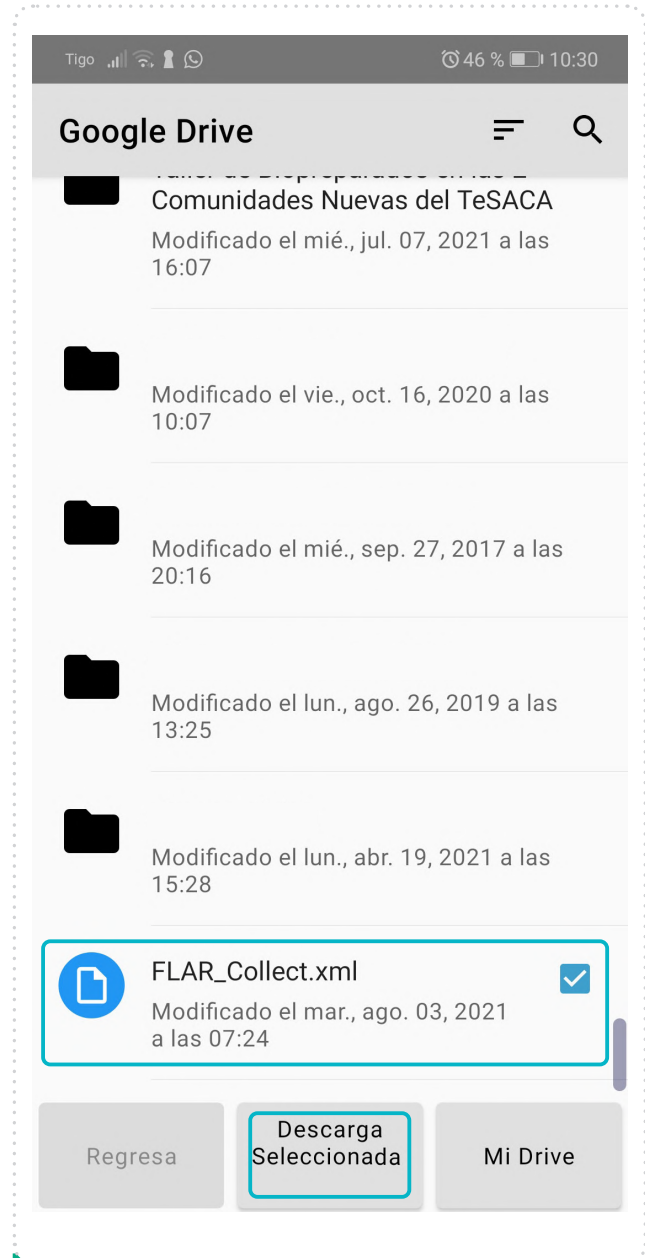 Tigo 46 % 10:30
Google Drive
Comunidades Nuevas del TeSACA
Modificado el mié., jul. 07, 2021 a las
16:07
Modificado el vie., oct. 16, 2020 a las
10:07
Modificado el mié., sep. 27, 2017 a las
20:16
Modificado el lun., ago. 26, 2019 a las
13:25
Modificado el lun., abr. 19, 2021 a las
15:28
FLAR_Collect.xml
Modificado el mar., ago. 03, 2021
a las 07:24
Regresa
Descarga
Seleccionada
Mi Drive